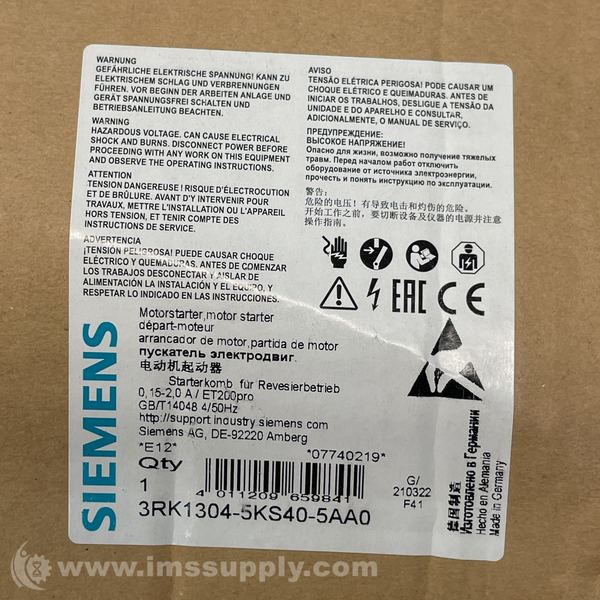 WARNUNG
GEFÄHRLICHE ELEKTRISCHE SPANNUNG! KANN ZU
ELEKTRISCHEM SCHLAG UND VERBRENNUNGEN
FÜHREN. VOR BEGINN DER ARBEITEN ANLAGE UND
GERÄT SPANNUNGSFREI SCHALTEN UND
BETRIEBSANLEITUNG BEACHTEN.
WARNING
HAZARDOUS VOLTAGE. CAN CAUSE ELECTRICAL
SHOCK AND BURNS. DISCONNECT POWER BEFORE
PROCEEDING WITH ANY WORK ON THIS EQUIPMENT
AND OBSERVE THE OPERATING INSTRUCTIONS.
ATTENTION
TENSION DANGEREUSE! RISQUE D'ÉLECTROCUTION
ET DE BRÛLURE. AVANT D'Y INTERVENIR POUR
TRAVAUX, METTRE L'INSTALLATION OU L'APPAREIL
HORS TENSION, ET TENIR COMPTE DES
INSTRUCTIONS DE SERVICE.
ADVERTENCIA
¡TENSIÓN PELIGROSA! PUEDE CAUSAR CHOQUE
ELÉCTRICO Y QUEMADURAS. ANTES DE COMENZAR
LOS TRABAJOS DESCONECTAR Y AISLAR DE
ALIMENTACIÓN LA INSTALACIÓN Y EL EQUIPO, Y
RESPETAR LO INDICADO EN LAS INSTRUCCIONES.
AVISO
TENSÃO ELÉTRICA PERIGOSA! PODE CAUSAR UM
CHOQUE ELÉTRICO E QUEIMADURAS. ANTES DE
INICIAR OS TRABALHOS, DESLIGUE A TENSÃO DA
UNIDADE E DO APARELHO E CONSULTAR,
ADICIONALMENTE, O MANUAL DE SERVIÇO.
ПРЕДУПРЕЖДЕНИЕ:
ВЫСОКОЕ НАПРЯЖЕНИЕ!
Опасно для жизни, возможно получение тяжелых
травм. Перед началом работ отключить
оборудование от источника электроэнергии,
прочесть и понять инструкцию по эксплуатации.
警告:
危险的电压! 有导致电击和灼伤的危险。
开始工作之前, 要切断设备及仪器的电源并注意
操作指南。
EAC CE
SIEMENS
Motorstarter,motor starter
départ-moteur
arrancador de motor,partida de motor
пускатель электродвиг.
电动机起动器
Starterkomb für Revesierbetrieb
0,15-2,0 A / ET200pro
GB/T14048 4/50Hz
http://support industry siemens com
Siemens AG, DE-92220 Amberg
*E12*
*07740219*
Qty
1
4 011209 659841
G/
210322
F41
3RK1304-5KS40-5AA0
德国制造
Изготовлено в Германии
Hecho en Alemania
Made in Germany
www.imssupply.com